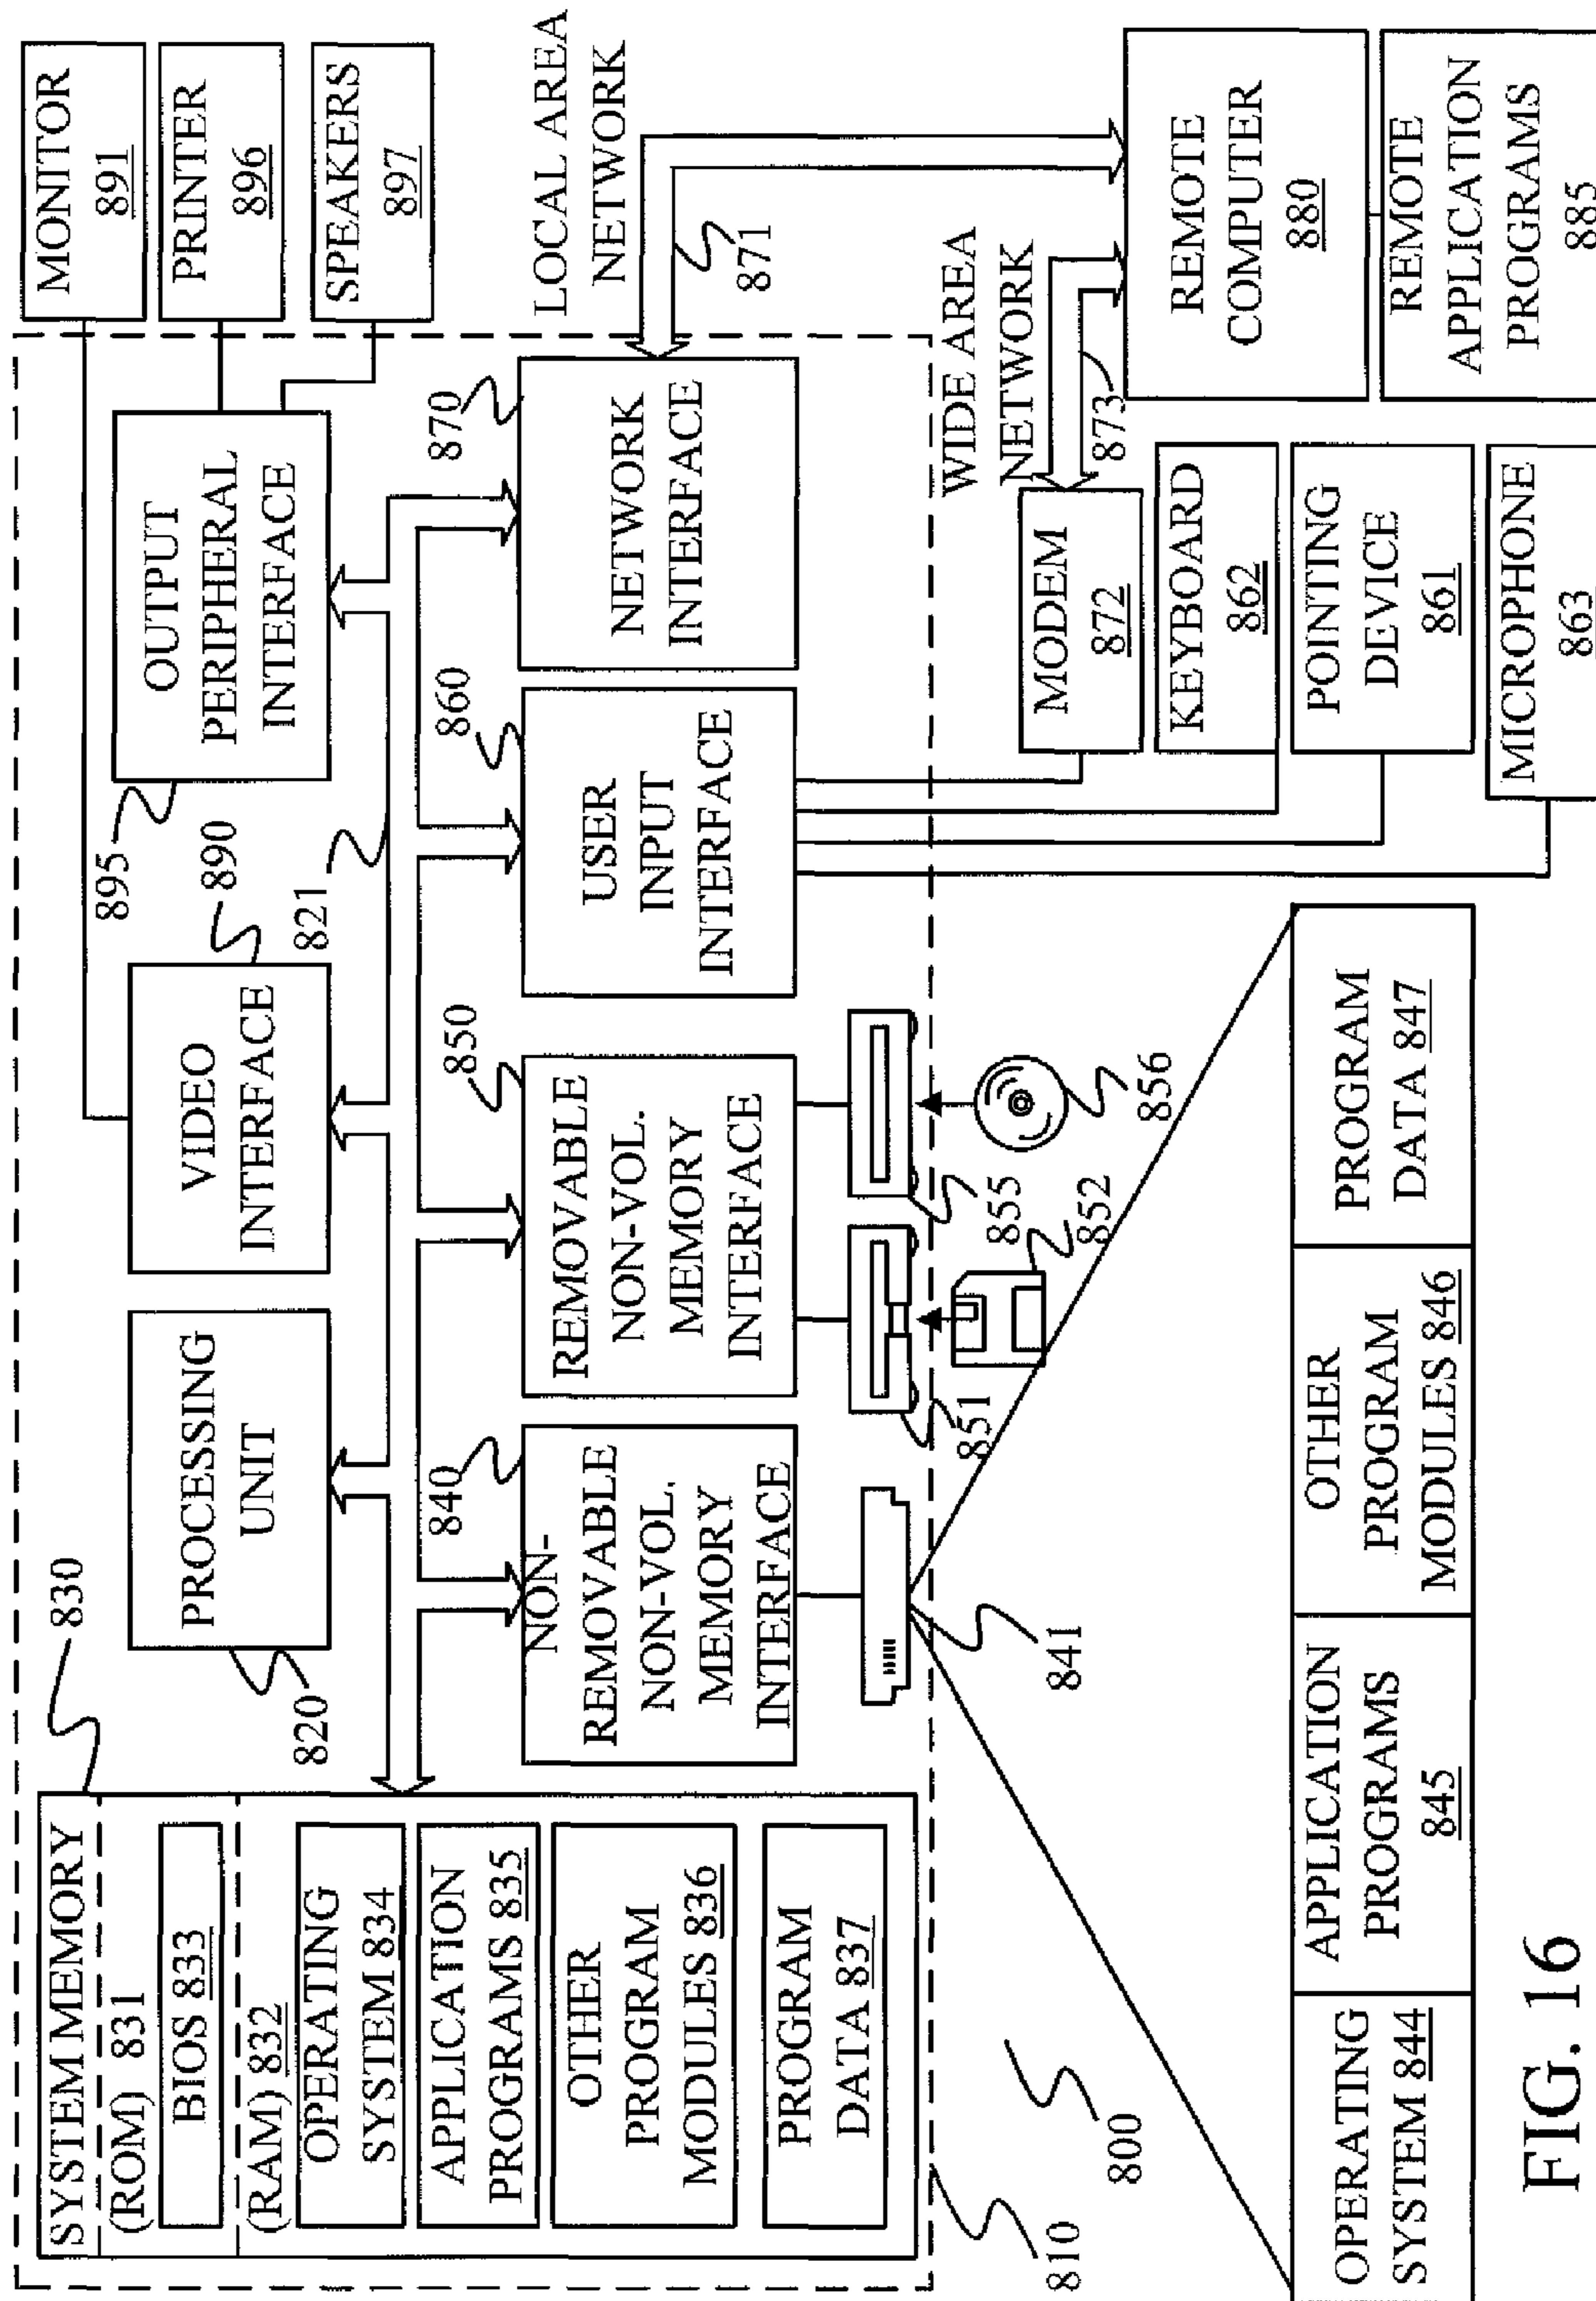 SYSTEM MEMORY
(ROM) 831
BIOS 833
(RAM) 832
OPERATING
SYSTEM 834
APPLICATION
PROGRAMS 835
OTHER
PROGRAM
MODULES 836
PROGRAM
DATA 837
830
820
PROCESSING
UNIT
VIDEO
INTERFACE
890
821
895
OUTPUT
PERIPHERAL
INTERFACE
MONITOR
891
PRINTER
896
SPEAKERS
897
840
NON-
REMOVABLE
NON-VOL.
MEMORY
INTERFACE
850
REMOVABLE
NON-VOL.
MEMORY
INTERFACE
860
USER
INPUT
INTERFACE
870
NETWORK
INTERFACE
LOCAL AREA
NETWORK
871
841
851
852
855
856
WIDE AREA
NETWORK
873
MODEM
872
KEYBOARD
862
POINTING
DEVICE
861
MICROPHONE
863
REMOTE
COMPUTER
880
REMOTE
APPLICATION
PROGRAMS
885
810
800
OPERATING
SYSTEM 844
APPLICATION
PROGRAMS
845
OTHER
PROGRAM
MODULES 846
PROGRAM
DATA 847
FIG. 16